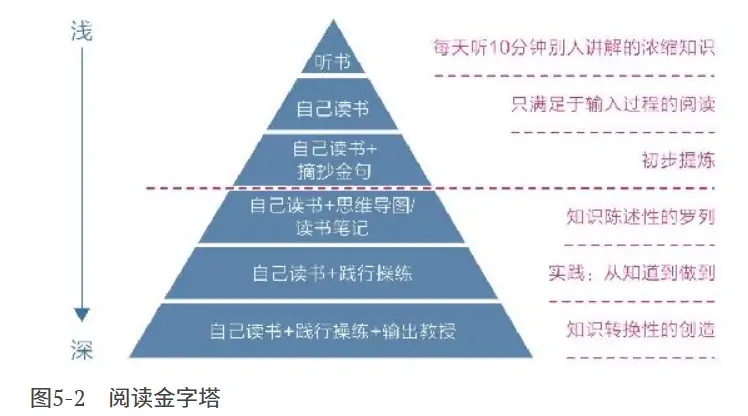 浅
听书
每天听10分钟别人讲解的浓缩知识
自己读书
只满足于输入过程的阅读
自己读书+
摘抄金句
初步提炼
自己读书+思维导图/
读书笔记
知识陈述性的罗列
自己读书+践行操练
实践：从知道到做到
自己读书+践行操练+输出教授
知识转换性的创造
深
图5-2 阅读金字塔